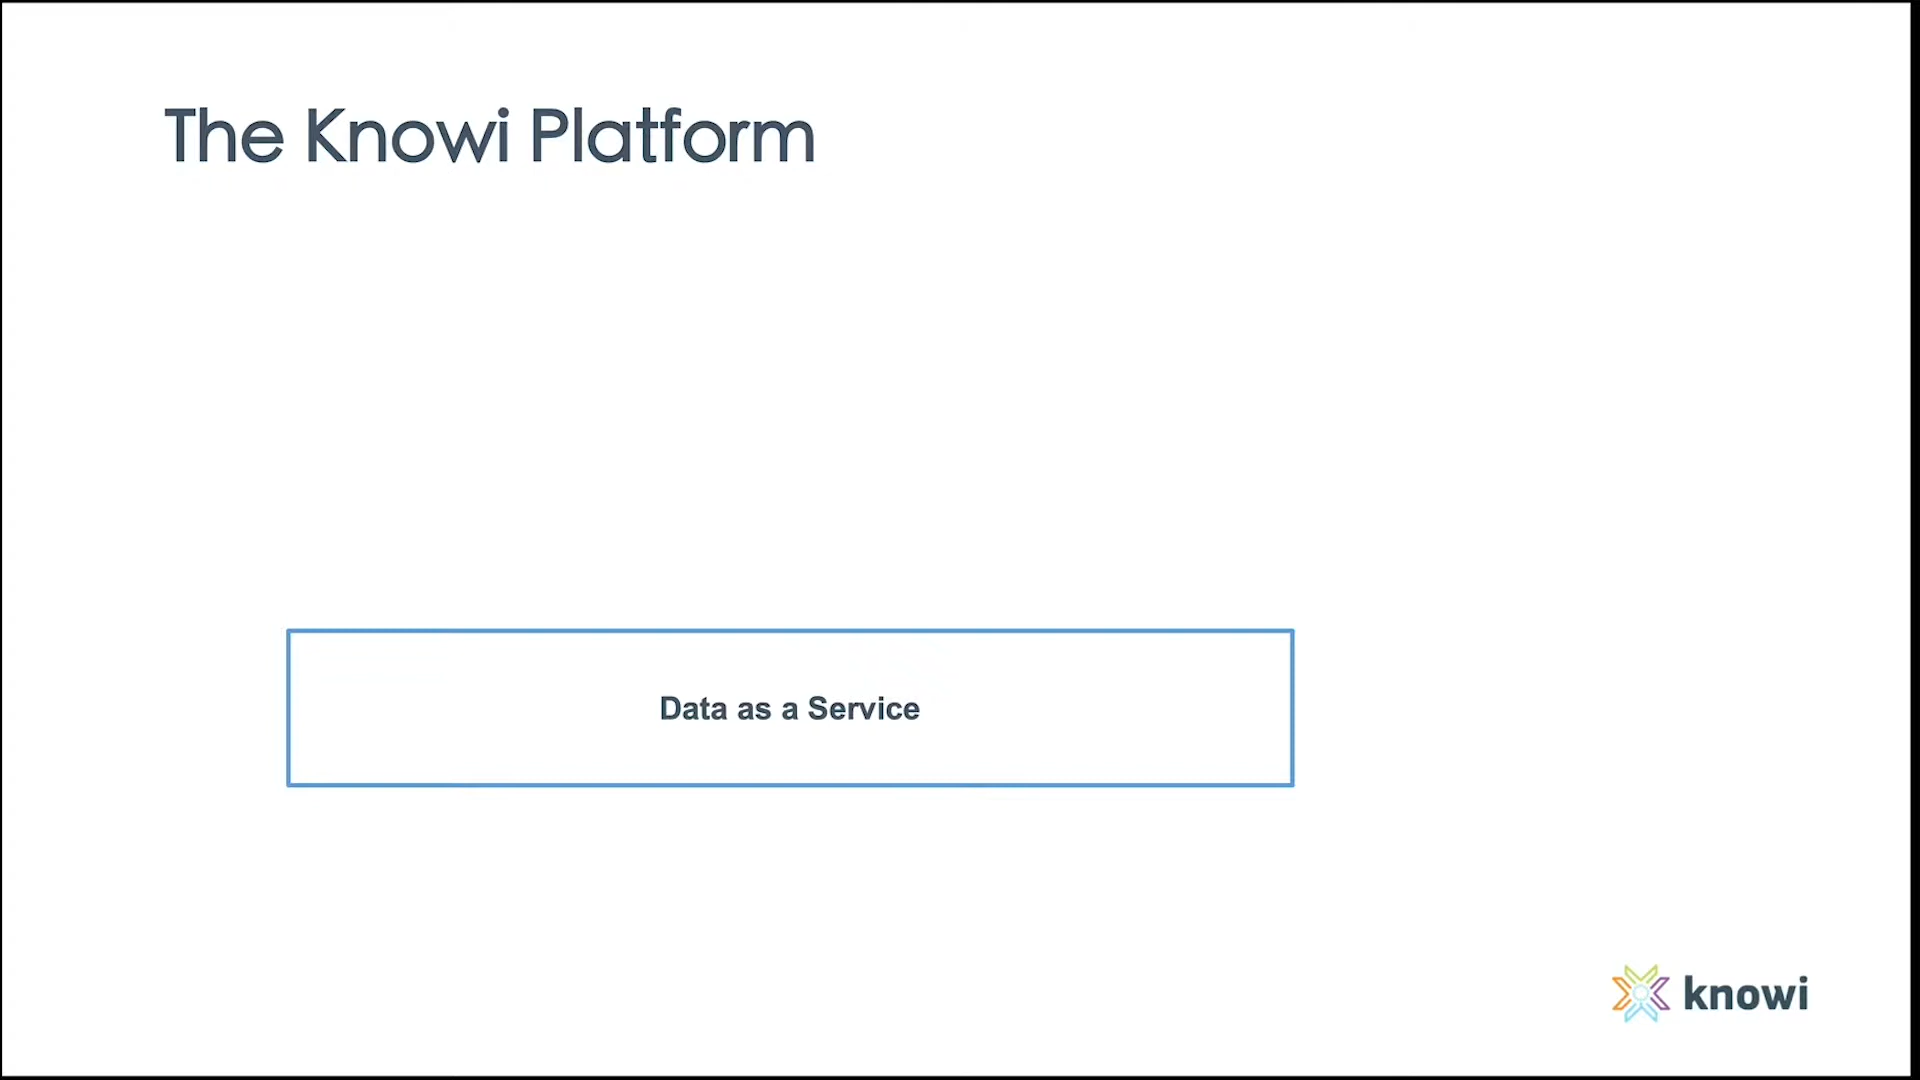 The Knowi Platform
Data as a Service
knowi